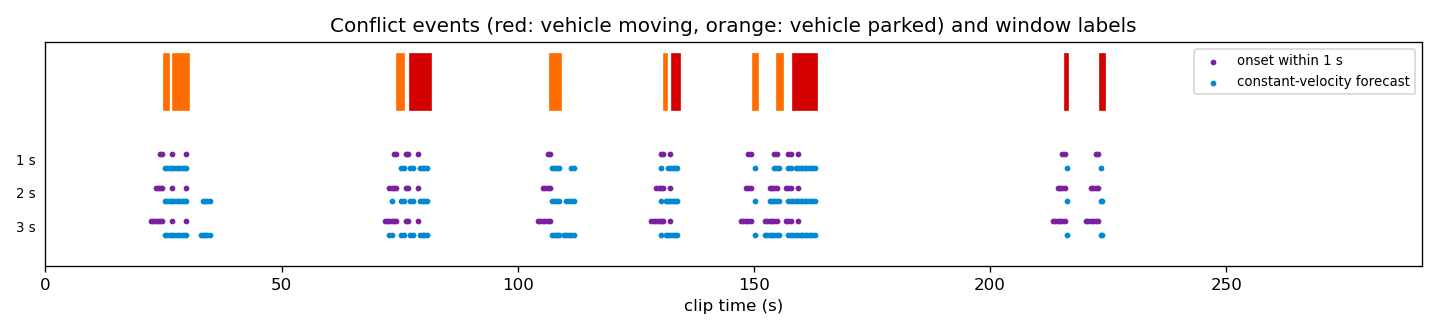 Conflict events (red: vehicle moving, orange: vehicle parked) and window labels
onset within 1 s
constant-velocity forecast
1 s
2 s
3 s
0 50 100 150 200 250
clip time (s)